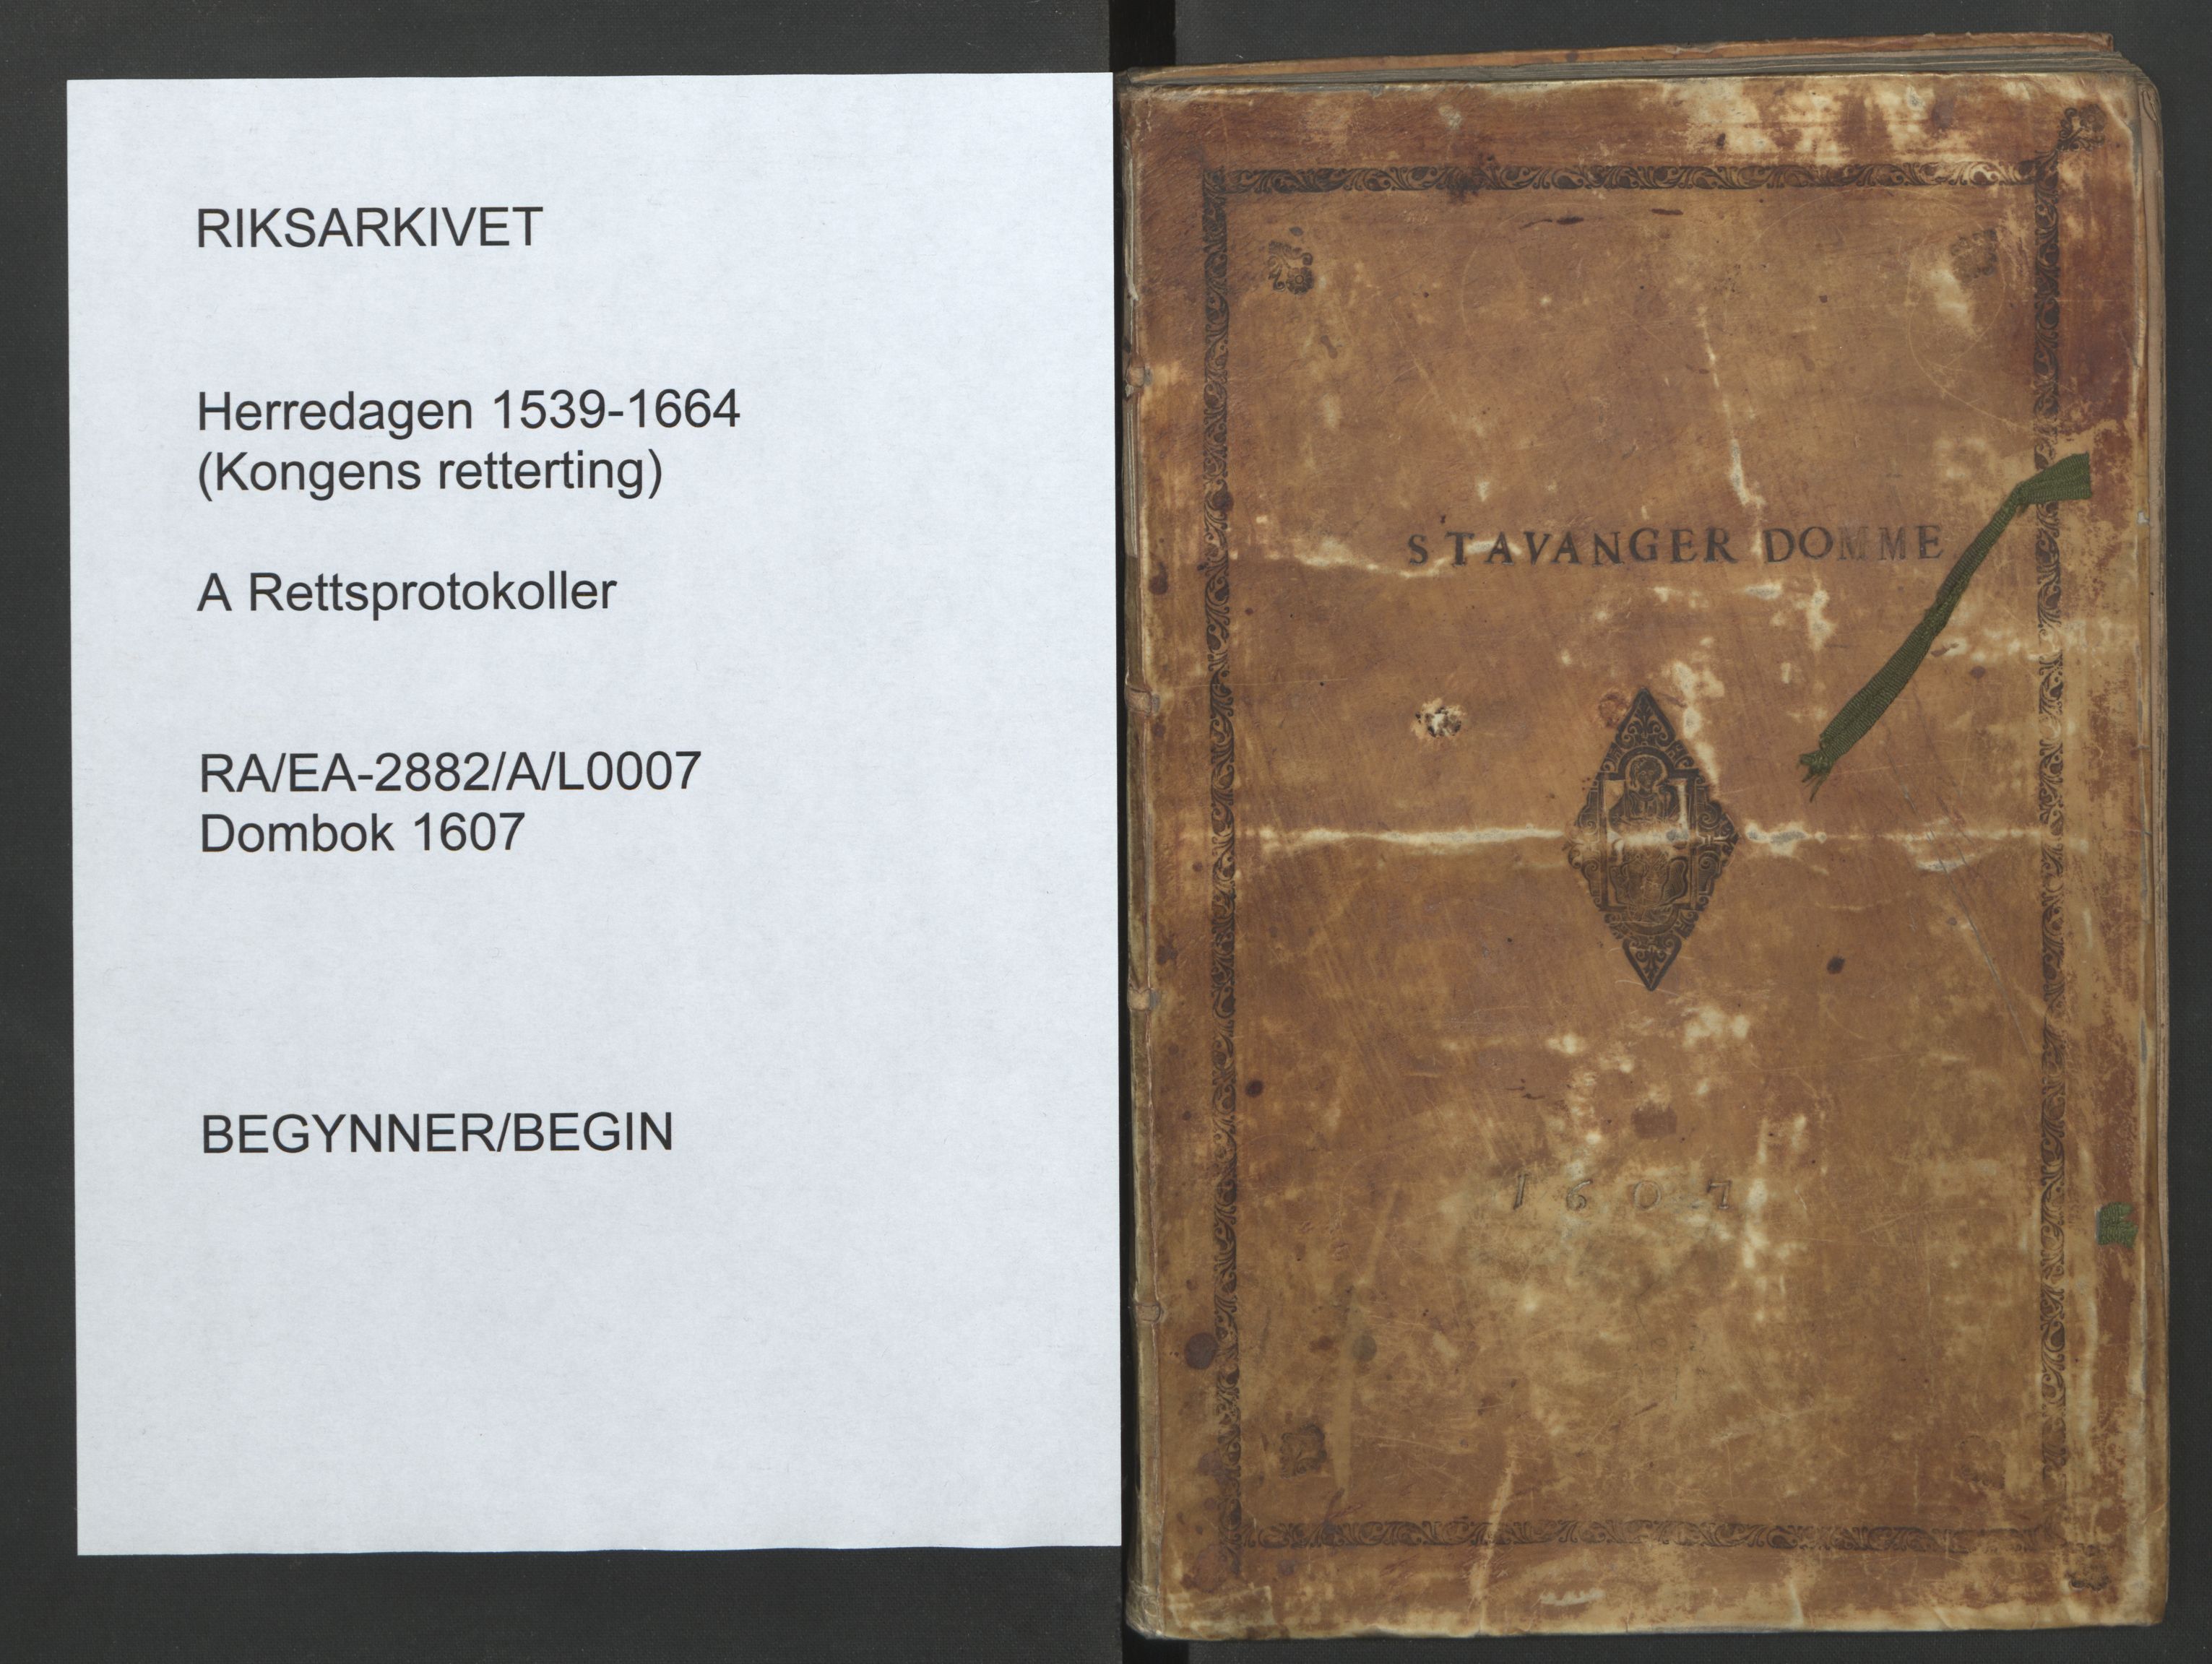 RIKSARKIVET
Herredagen 1539-1664
(Kongens retterting)
A Rettsprotokoller
RA/EA-2882/A/L0007
Dombok 1607
BEGYNNER/BEGIN
STAVANGER DOMME
1607